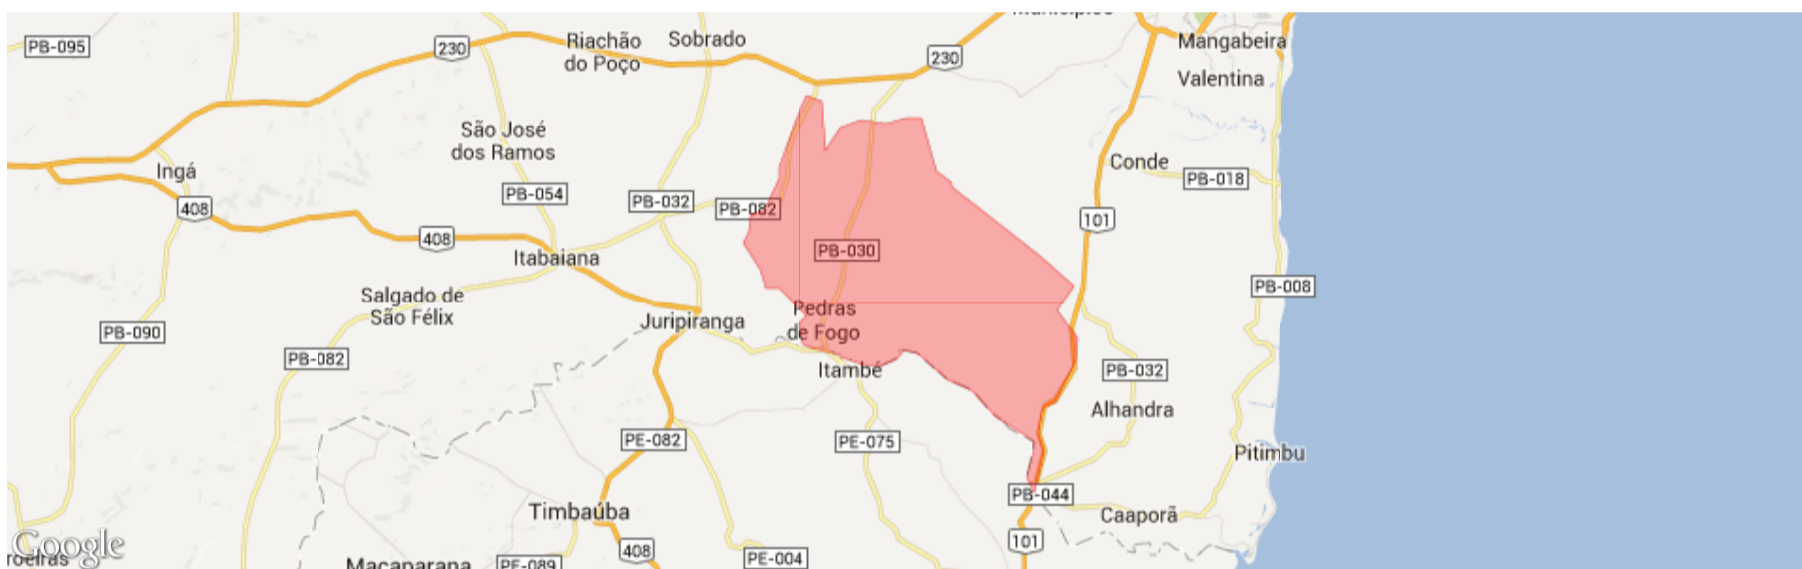 Mangabeira
Sobrado
Riachão
do Poço
PB-095
230
230
Valentina
São José
dos Ramos
Conde
Ingá
PB-018
PB-054
PB-032
408
PB-082
101
408
PB-030
Itabaiana
PB-008
Salgado de
São Félix
Pedras
de Fogo
Juripiranga
PB-090
PB-082
Itambé
PB-032
Alhandra
PE-082
PE-075
Pitimbu
PB-044
Timbaúba
Caaporã
101
Google
408
PE-004
Macaparana
PE-089